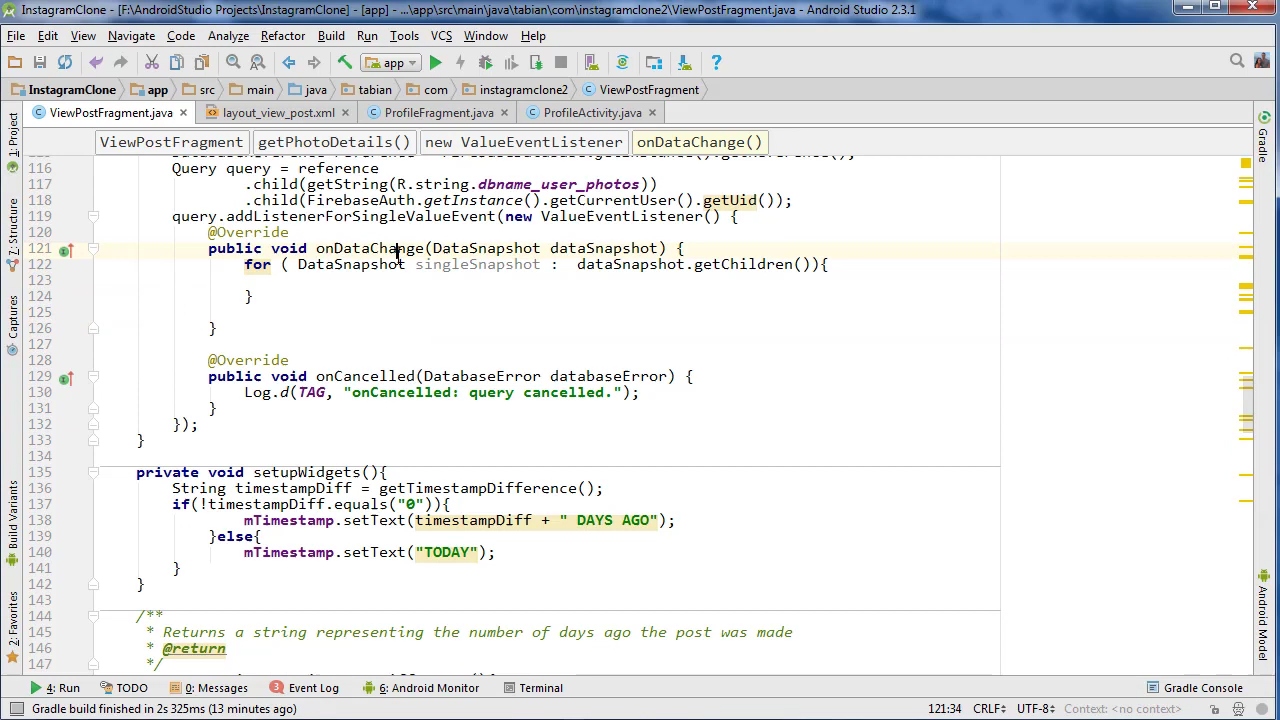 InstagramClone - [F:\AndroidStudio Projects\InstagramClone] - [app] - ...\app\src\main\java\tabian\com\instagramclone2\ViewPostFragment.java - Android Studio 2.3.1
File Edit View Navigate Code Analyze Refactor Build Run Tools VCS Window Help
app
InstagramClone app src main java tabian com instagramclone2 ViewPostFragment
ViewPostFragment.java layout_view_post.xml ProfileFragment.java ProfileActivity.java
ViewPostFragment getPhotoDetails() new ValueEventListener onDataChange()
116 Query query = reference
117 .child(getString(R.string.dbname_user_photos))
118 .child(FirebaseAuth.getInstance().getCurrentUser().getUid());
119 query.addListenerForSingleValueEvent(new ValueEventListener() {
120 @Override
121 public void onDataChange(DataSnapshot dataSnapshot) {
122 for ( DataSnapshot singleSnapshot :  dataSnapshot.getChildren()){
123
124 }
125
126 }
127
128 @Override
129 public void onCancelled(DatabaseError databaseError) {
130 Log.d(TAG, "onCancelled: query cancelled.");
131 }
132 });
133 }
134
135 private void setupWidgets(){
136 String timestampDiff = getTimestampDifference();
137 if(!timestampDiff.equals("0")){
138 mTimestamp.setText(timestampDiff + " DAYS AGO");
139 }else{
140 mTimestamp.setText("TODAY");
141 }
142 }
143
144 /**
145 * Returns a string representing the number of days ago the post was made
146 * @return
147 */
1: Project
7: Structure
Captures
Build Variants
2: Favorites
Gradle
Android Model
4: Run TODO 0: Messages 3 Event Log 6: Android Monitor Terminal Gradle Console
Gradle build finished in 2s 325ms (13 minutes ago) 121:34 CRLF÷ UTF-8÷ Context: <no context>